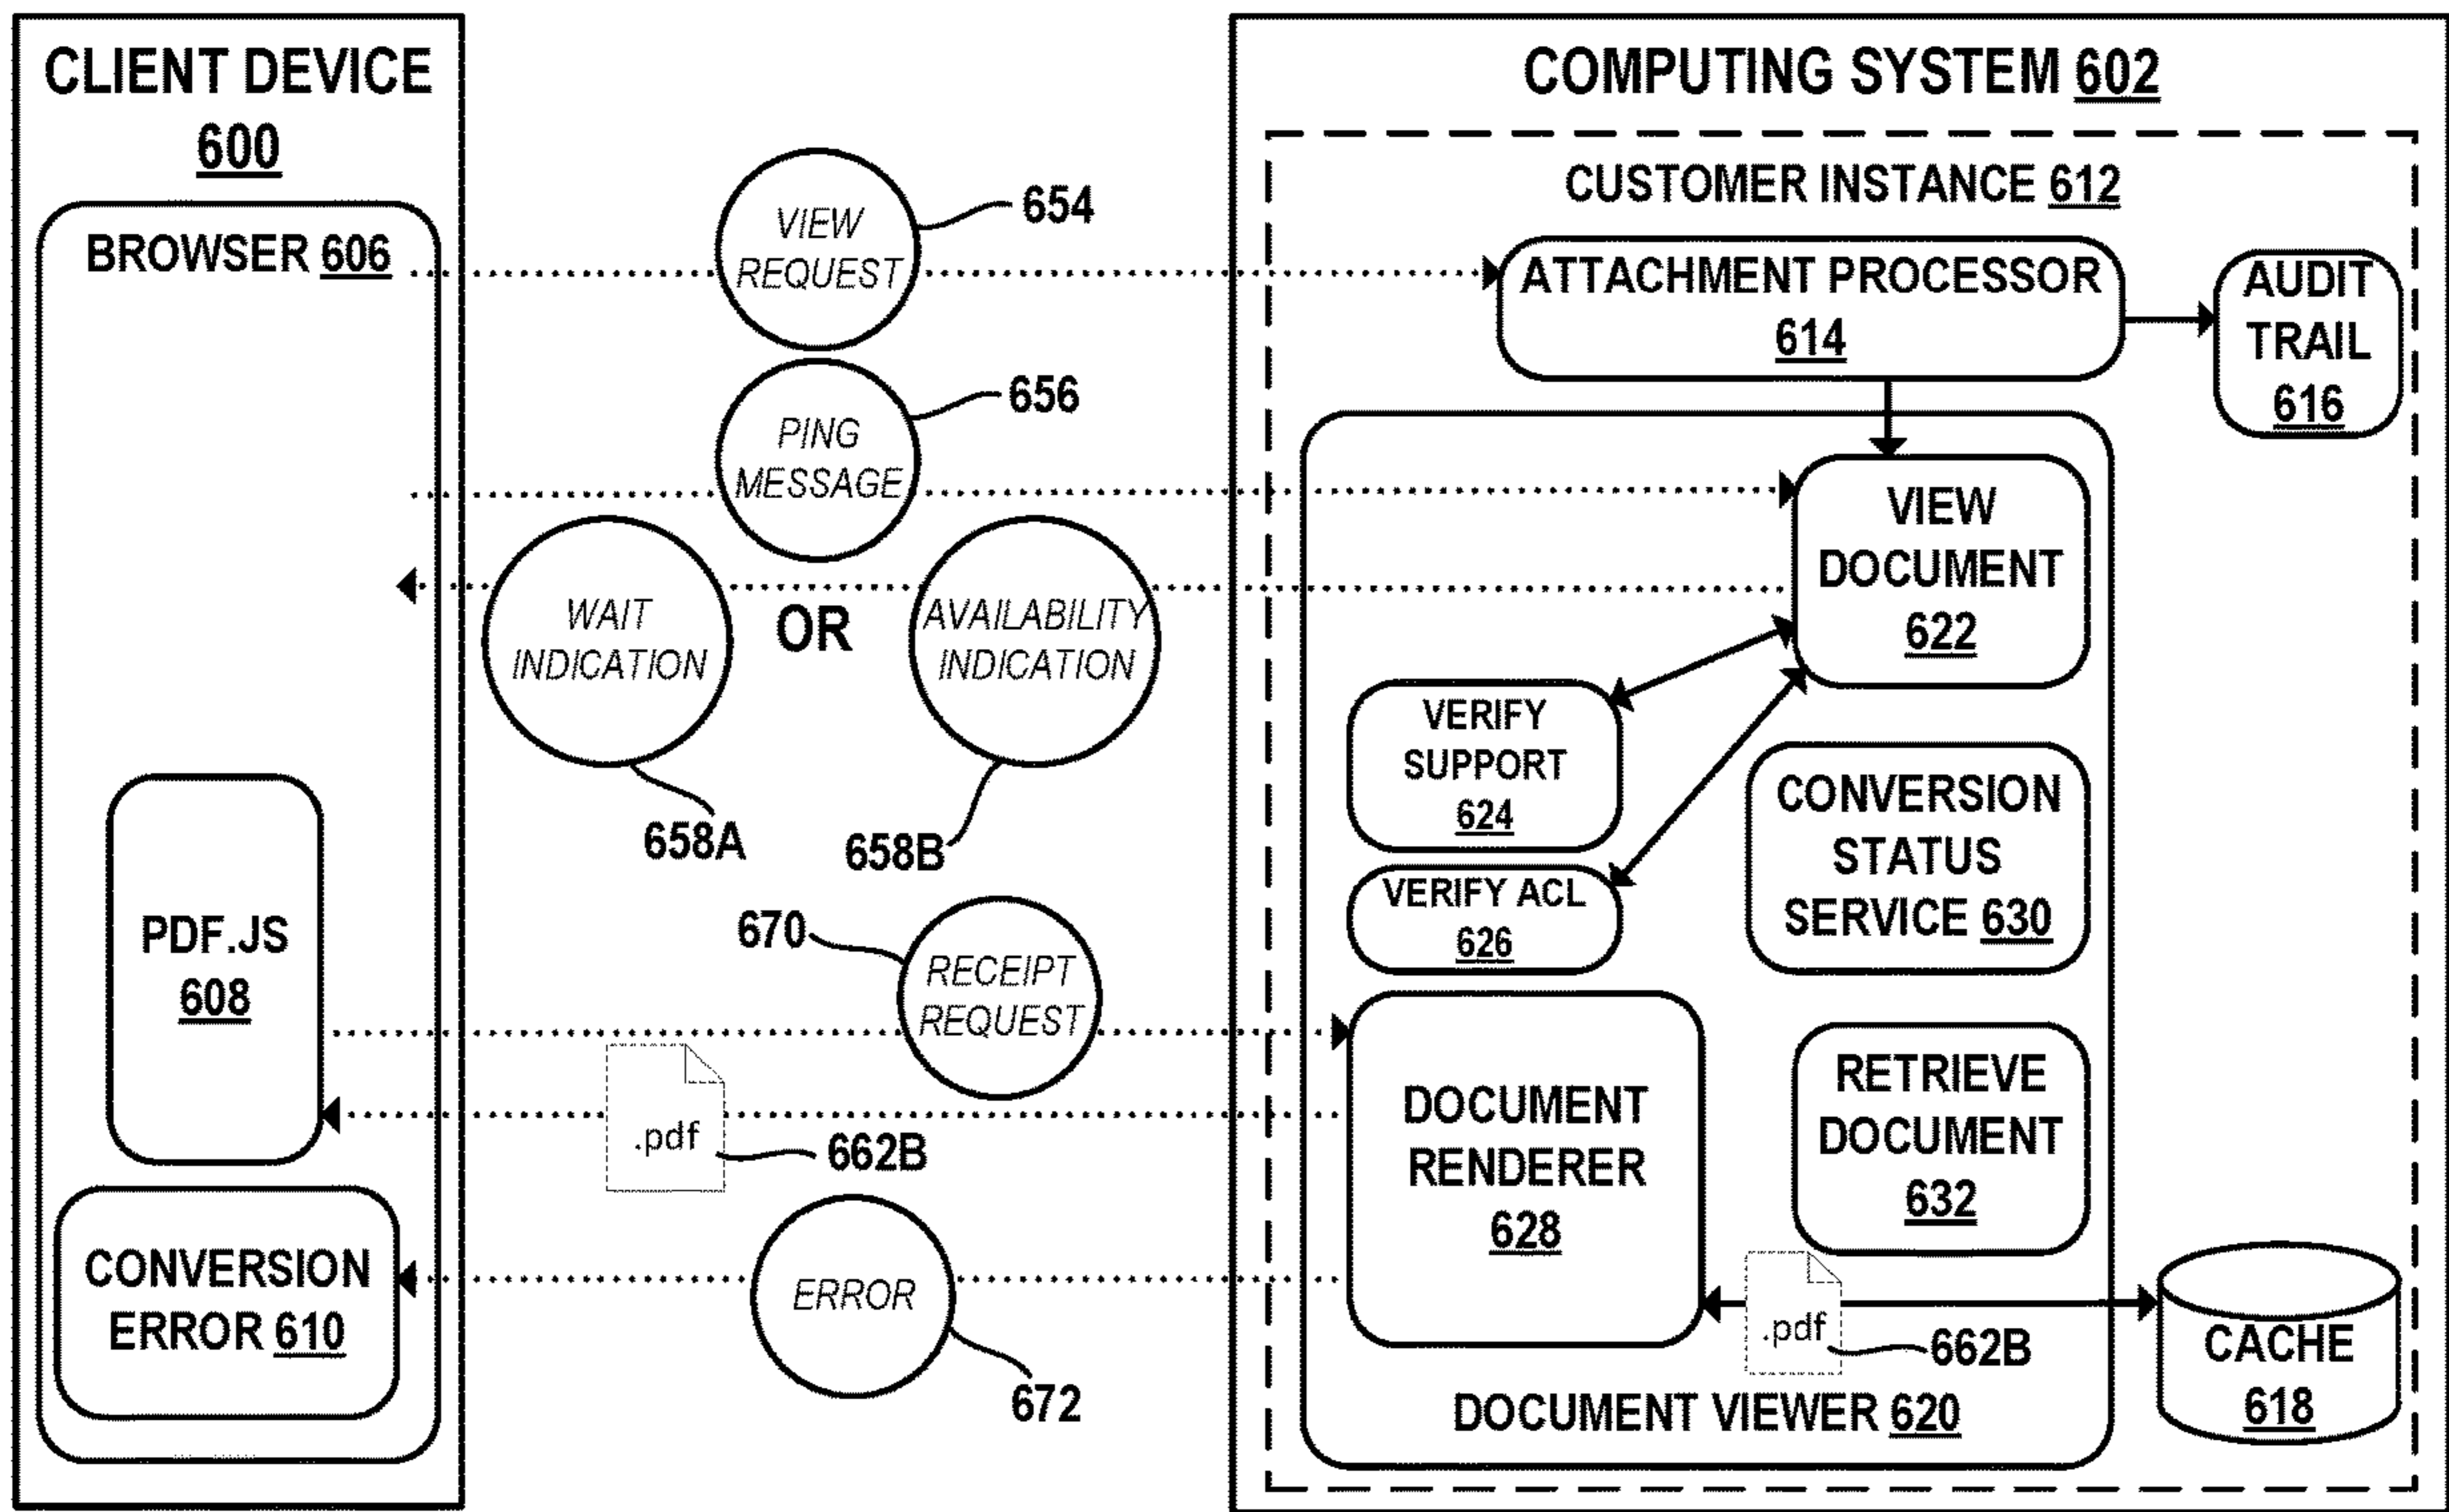 CLIENT DEVICE
600
BROWSER 606
PDF.JS
608
CONVERSION
ERROR 610
VIEW
REQUEST
654
PING
MESSAGE
656
WAIT
INDICATION
OR
AVAILABILITY
INDICATION
658A
658B
670
RECEIPT
REQUEST
.pdf
662B
ERROR
672
COMPUTING SYSTEM 602
CUSTOMER INSTANCE 612
ATTACHMENT PROCESSOR
614
AUDIT
TRAIL
616
VIEW
DOCUMENT
622
VERIFY
SUPPORT
624
VERIFY ACL
626
CONVERSION
STATUS
SERVICE 630
DOCUMENT
RENDERER
628
RETRIEVE
DOCUMENT
632
.pdf
662B
CACHE
618
DOCUMENT VIEWER 620